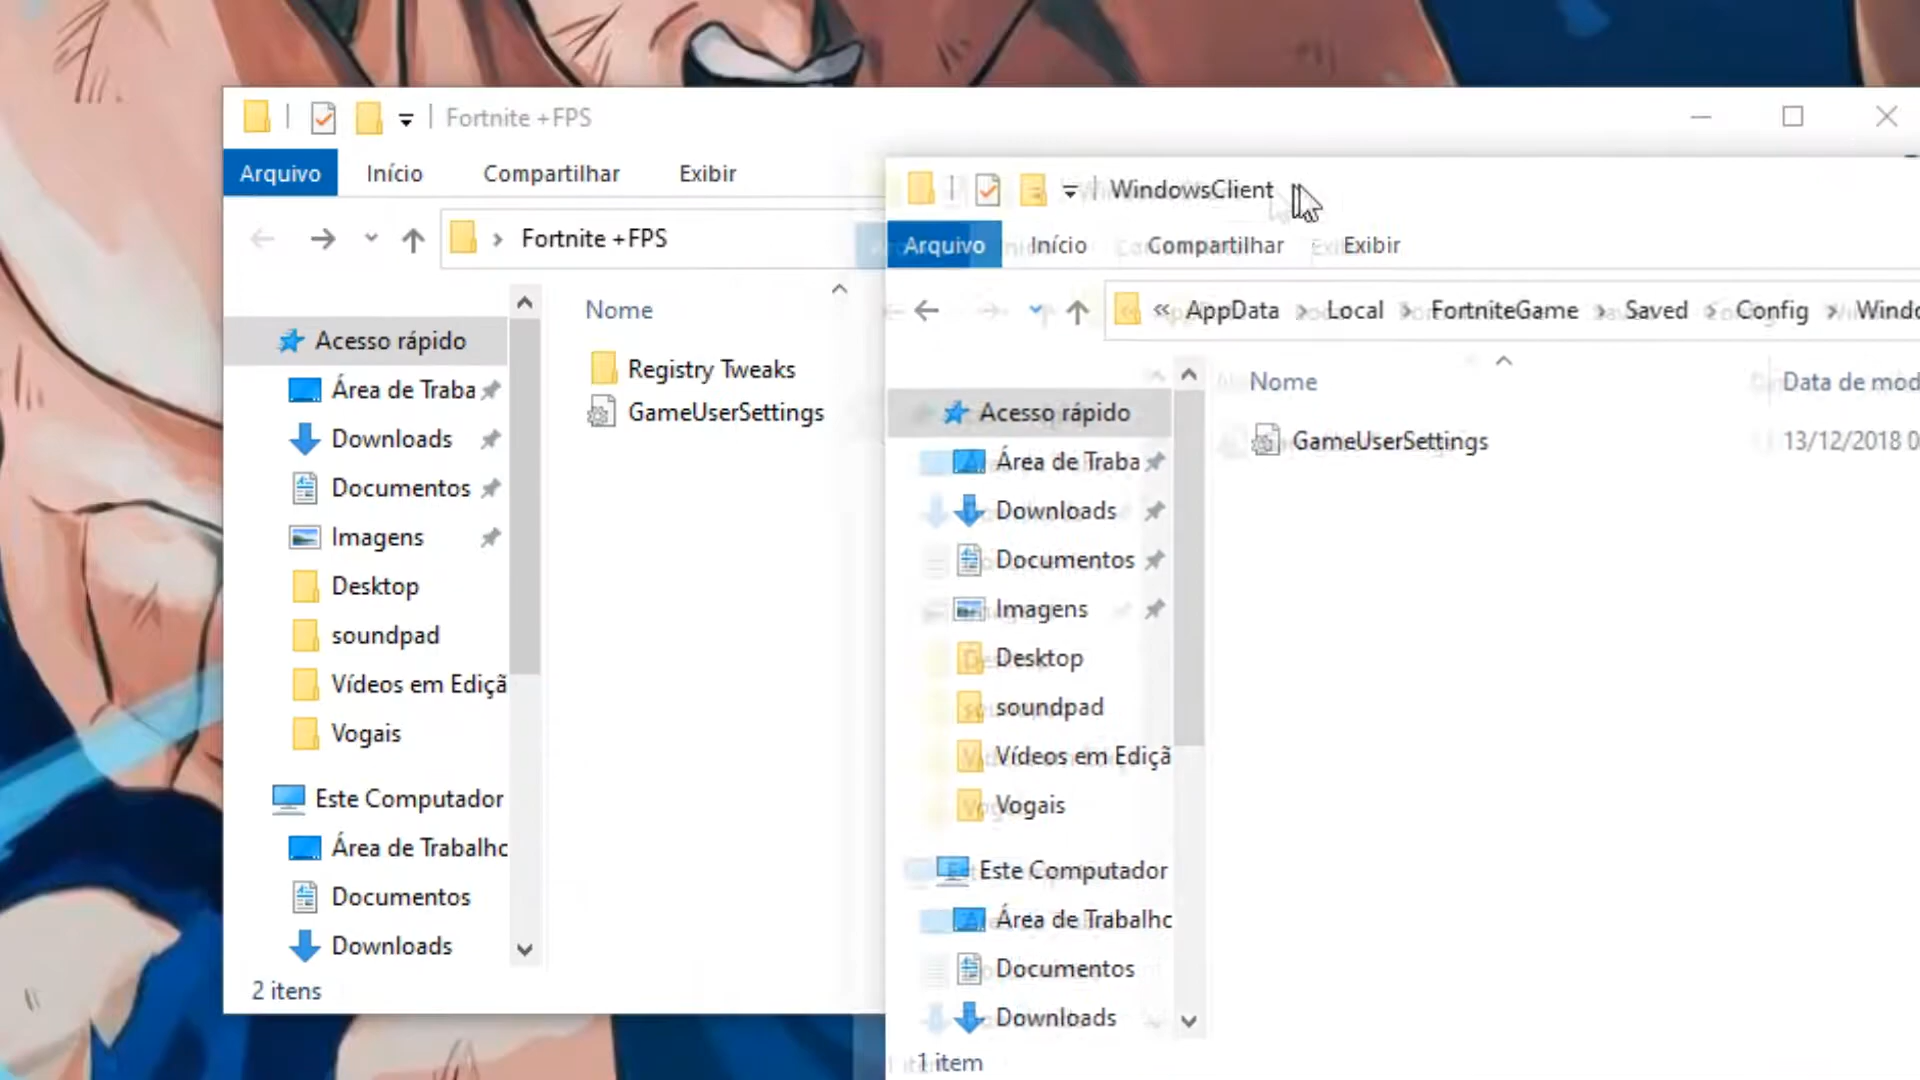 Fortnite +FPS
Arquivo Início Compartilhar Exibir
Fortnite +FPS
Nome
Acesso rápido
Área de Traba
Downloads
Documentos
Imagens
Desktop
soundpad
Vídeos em Ediçã
Vogais
Este Computador
Área de Trabalhc
Documentos
Downloads
Registry Tweaks
GameUserSettings
2 itens
WindowsClient
Arquivo Início Compartilhar Exibir
« AppData > Local > FortniteGame > Saved > Config > Windo
Nome Data de mod
Acesso rápido
Área de Traba
Downloads
Documentos
Imagens
Desktop
soundpad
Vídeos em Ediçã
Vogais
Este Computador
Área de Trabalhc
Documentos
Downloads
GameUserSettings 13/12/2018 0
1 item